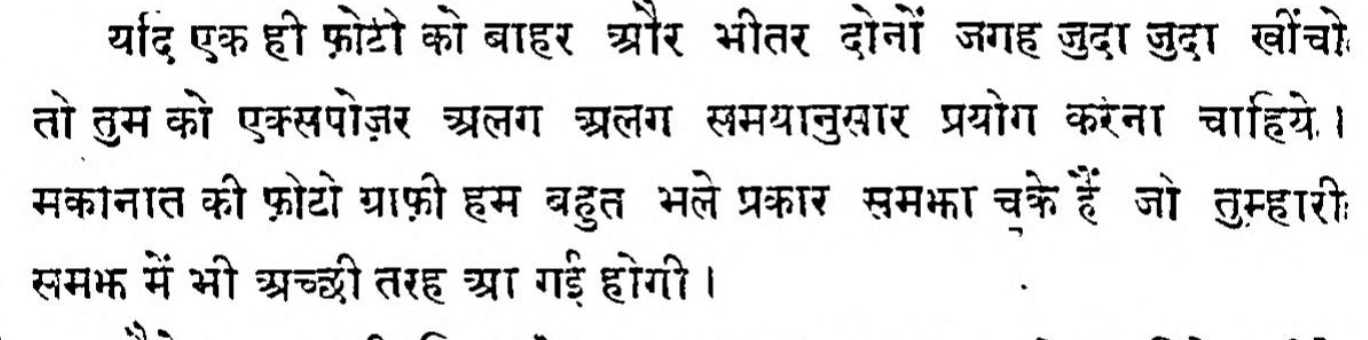 यदि एक ही फ़ोटो को बाहर और भीतर दोनों जगह जुदा जुदा खींचो
तो तुम को एक्सपोज़र अलग अलग समयानुसार प्रयोग करना चाहिये।
मकानात की फ़ोटो ग्राफ़ी हम बहुत भले प्रकार समझा चुके हैं जो तुम्हारी
समझ में भी अच्छी तरह आ गई होगी।